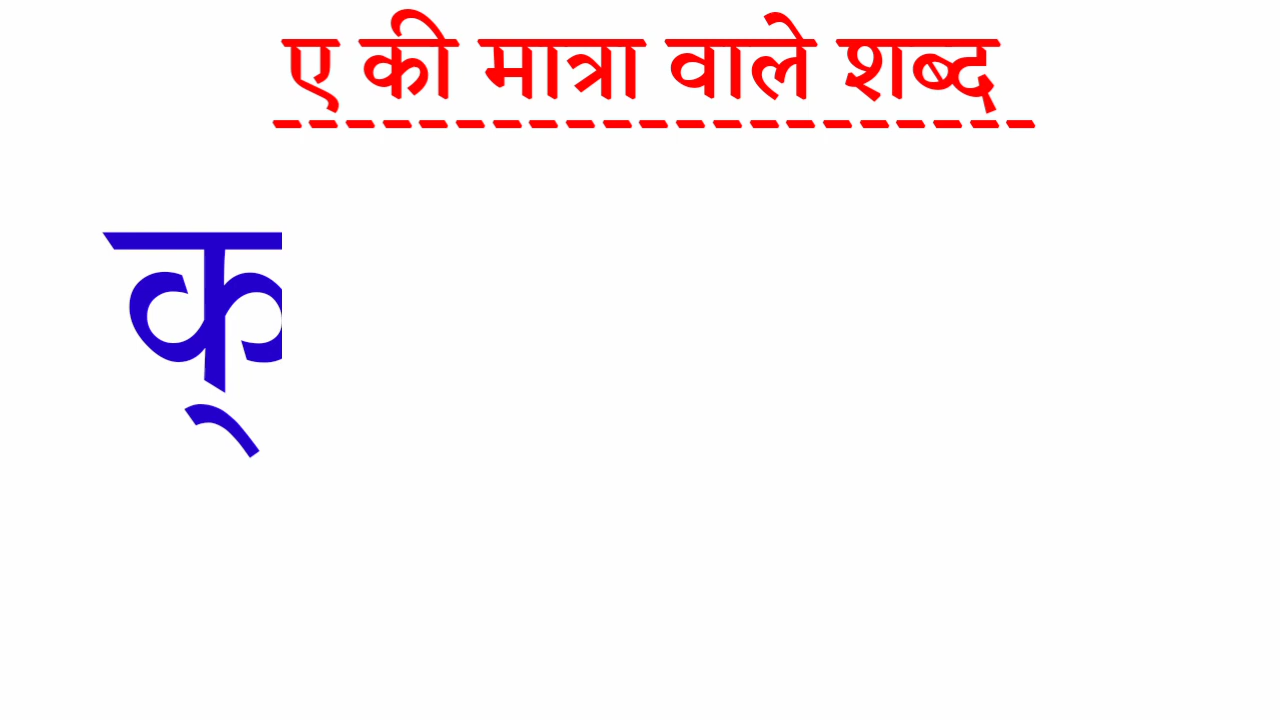 ए की मात्रा वाले शब्द
क्